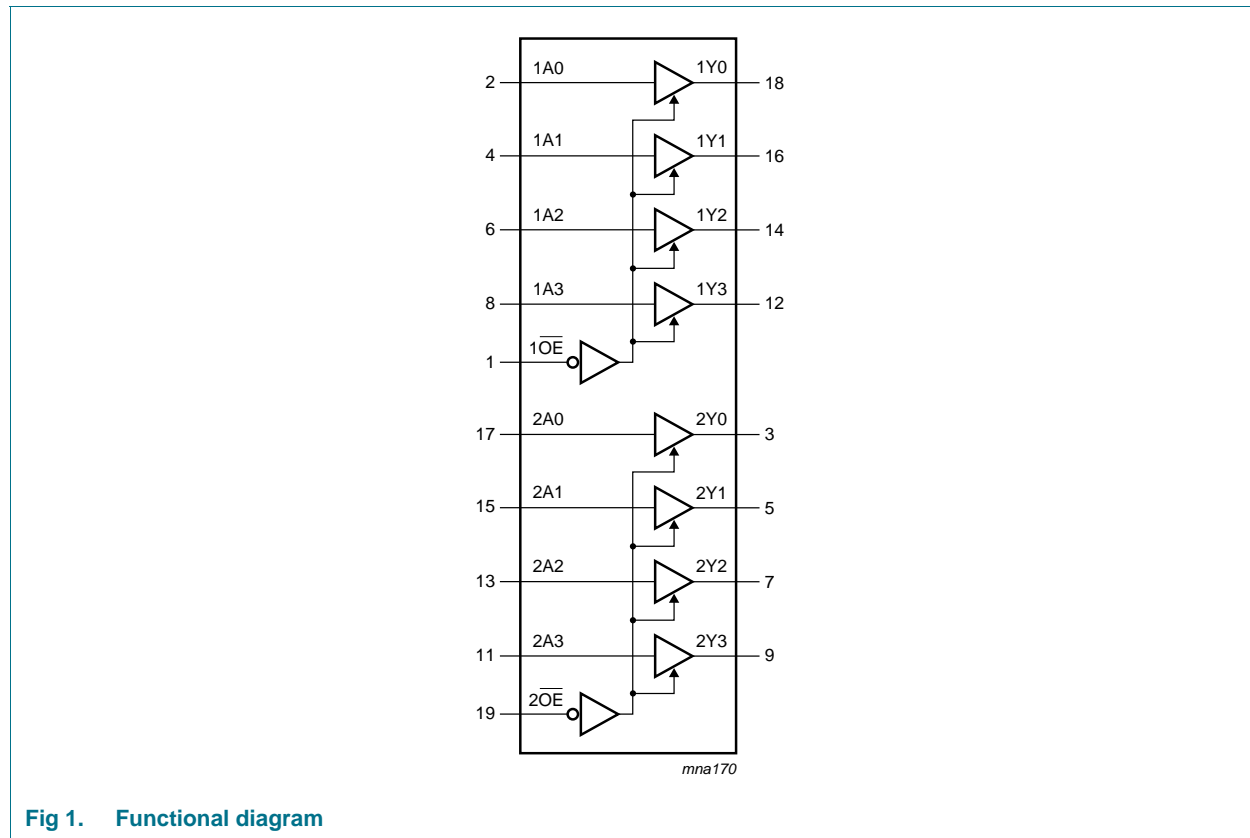 2 1A0 1Y0 18
4 1A1 1Y1 16
6 1A2 1Y2 14
8 1A3 1Y3 12
1 1O̅E̅
17 2A0 2Y0 3
15 2A1 2Y1 5
13 2A2 2Y2 7
11 2A3 2Y3 9
19 2O̅E̅
mna170
Fig 1. Functional diagram